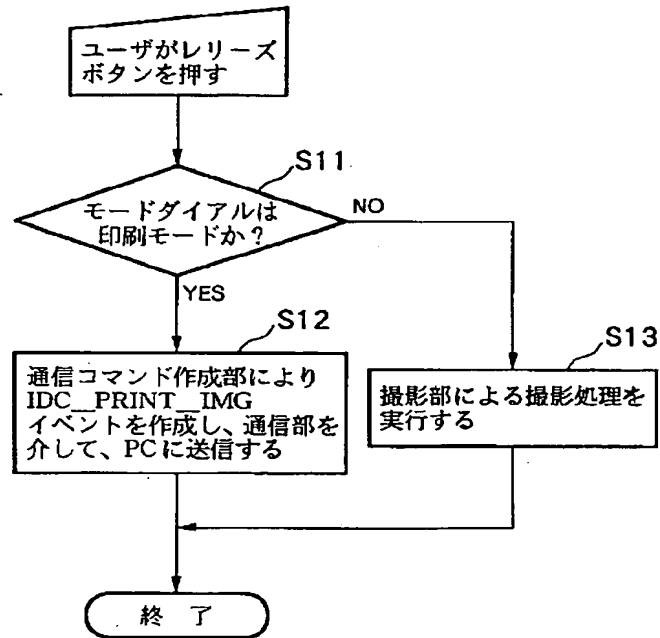 ユーザがレリーズ
ボタンを押す
S11
モードダイアルは
印刷モードか？
NO
YES
S12
通信コマンド作成部により
IDC__PRINT__IMG
イベントを作成し、通信部を
介して、PCに送信する
S13
撮影部による撮影処理を
実行する
終 了